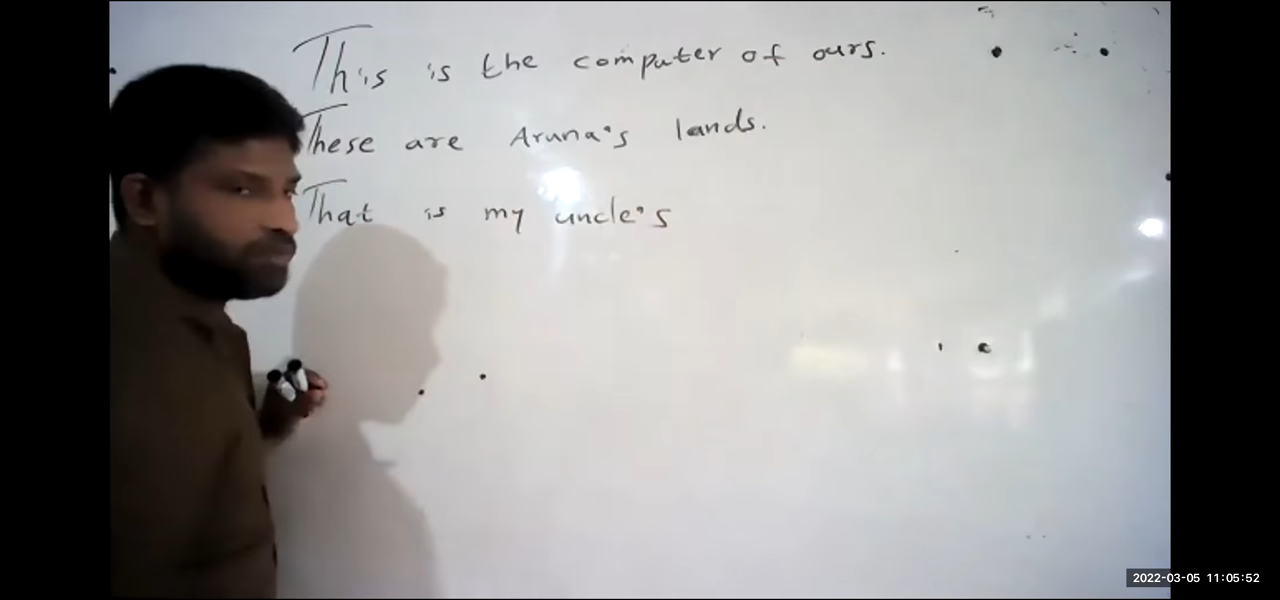 This is the computer of ours.
These are Aruna's lands.
That is my uncle's
2022-03-05 11:05:52